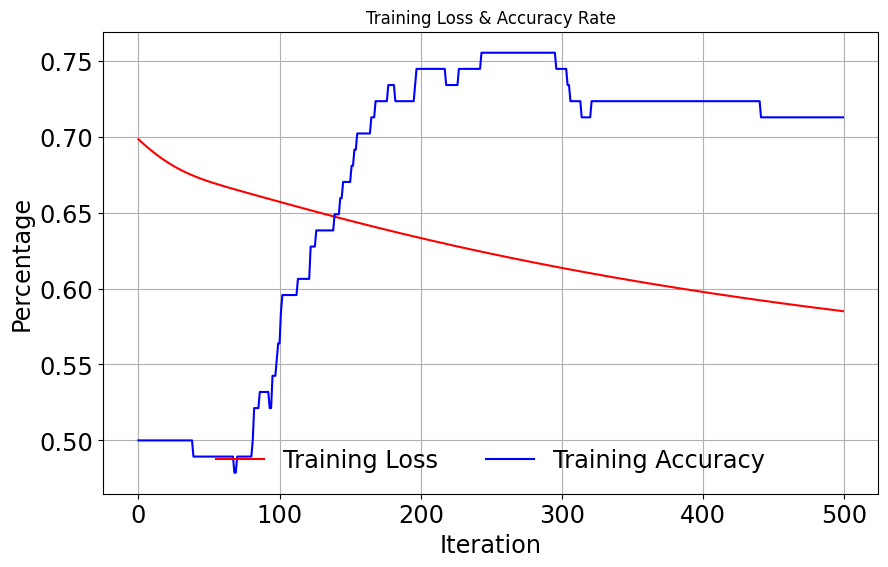 Training Loss & Accuracy Rate
Percentage
0.75
0.70
0.65
0.60
0.55
0.50
Training Loss
Training Accuracy
0 100 200 300 400 500
Iteration